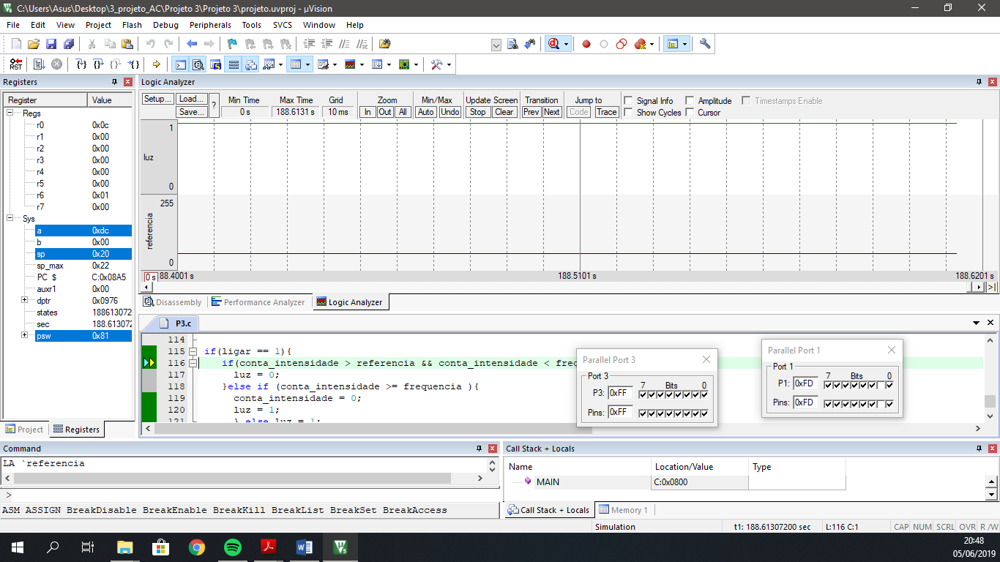 C:\Users\Asus\Desktop\3_projeto_AC\Projeto 3\Projeto 3\projeto.uvproj - µVision
File Edit View Project Flash Debug Peripherals Tools SVCS Window Help
RST
Registers
Register Value
Regs
r0 0x0c
r1 0x00
r2 0x00
r3 0x00
r4 0x00
r5 0x00
r6 0x01
r7 0x00
Sys
a 0xdc
b 0x00
sp 0x20
sp_max 0x22
PC $ C:0x08A5
auxr1 0x00
dptr 0x0976
states 188613072
sec 188.61307
psw 0x81
Project Registers
Logic Analyzer
Setup... Load... ? Min Time Max Time Grid Zoom Min/Max Update Screen Transition Jump to Signal Info Amplitude Timestamps Enable
Save... 0 s 188.6131 s 10 ms In Out All Auto Undo Stop Clear Prev Next Code Trace Show Cycles Cursor
1
luz
0
255
referencia
0
0 s 88.4001 s 188.5101 s 188.6201 s
Disassembly Performance Analyzer Logic Analyzer
P3.c
114
115 if(ligar == 1){
116 if(conta_intensidade > referencia && conta_intensidade < freq
117 luz = 0;
118 }else if (conta_intensidade >= frequencia ){
119 conta_intensidade = 0;
120 luz = 1;
121 } else luz = 1;
Parallel Port 3
Port 3
7 Bits 0
P3: 0xFF
Pins: 0xFF
Parallel Port 1
Port 1
7 Bits 0
P1: 0xFD
Pins: 0xFD
Command
LA `referencia
>
ASM ASSIGN BreakDisable BreakEnable BreakKill BreakList BreakSet BreakAccess
Call Stack + Locals
Name Location/Value Type
MAIN C:0x0800
Call Stack + Locals Memory 1
Simulation t1: 188.61307200 sec L:116 C:1 CAP NUM SCRL OVR R/W
20:48
05/06/2019